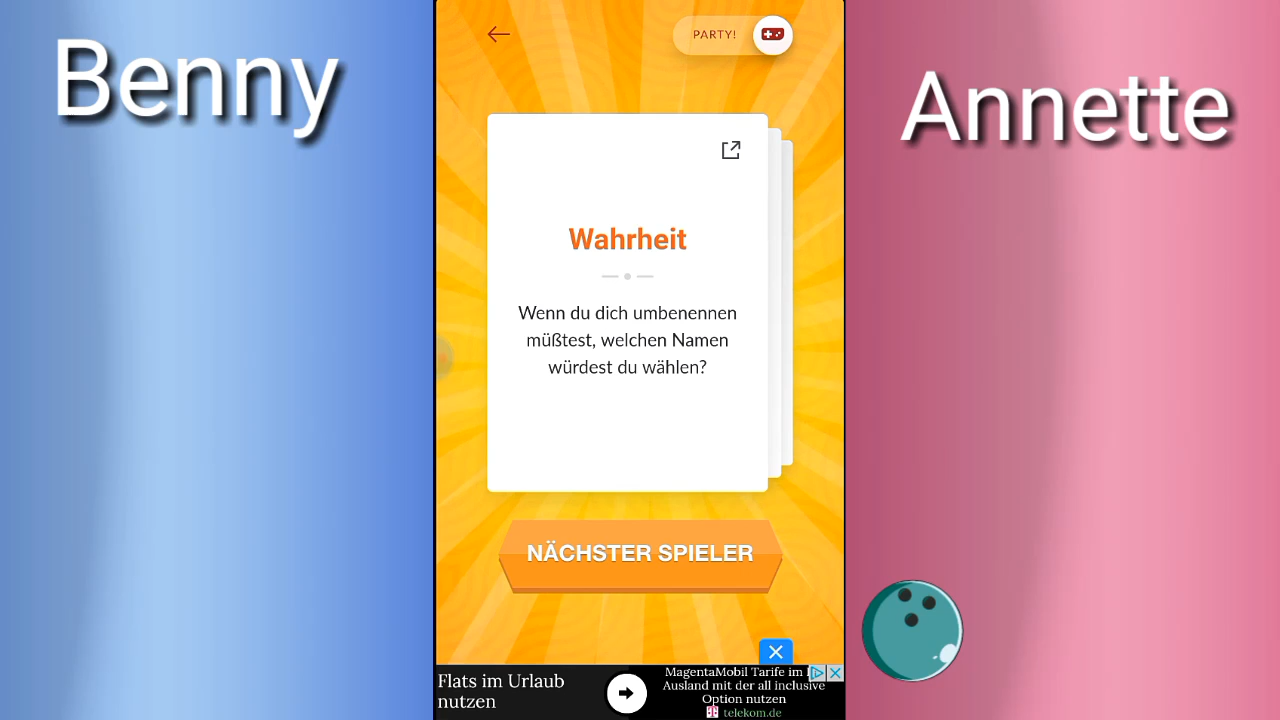 Benny
Annette
PARTY!
Wahrheit
Wenn du dich umbenennen
müßtest, welchen Namen
würdest du wählen?
NÄCHSTER SPIELER
Flats im Urlaub
nutzen
MagentaMobil Tarife im
Ausland mit der all inclusive
Option nutzen
T telekom.de